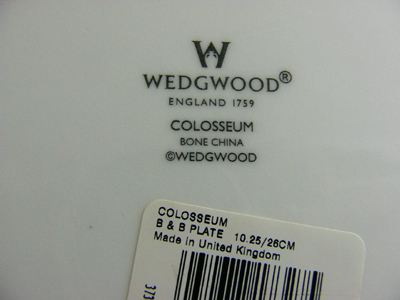 W
WEDGWOOD®
ENGLAND 1759
COLOSSEUM
BONE CHINA
©WEDGWOOD
COLOSSEUM
B & B PLATE 10.25/26CM
Made in United Kingdom